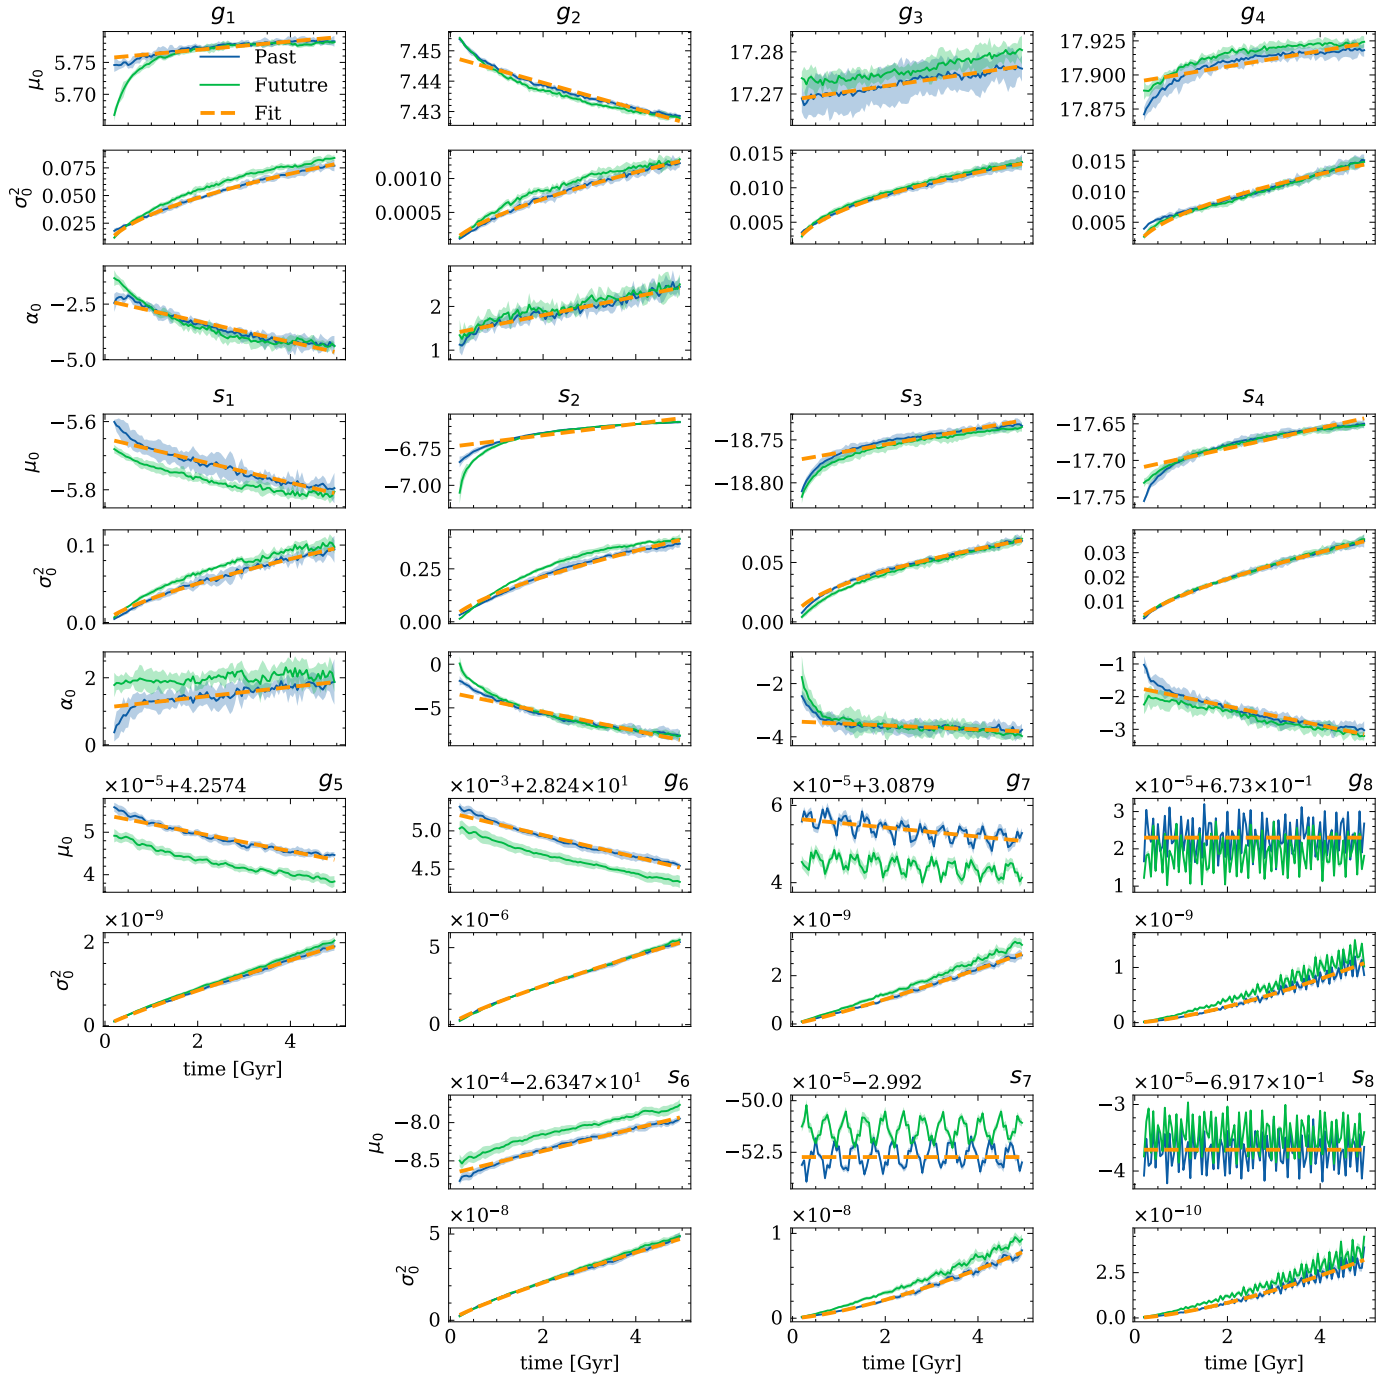 g₁ g₂ g₃ g₄
μ₀ 5.75 5.70 Past Fututre Fit 7.45 7.44 7.43 17.28 17.27 17.925 17.900 17.875
σ₀² 0.075 0.050 0.025 0.0010 0.0005 0.015 0.010 0.005 0.015 0.010 0.005
α₀ −2.5 −5.0 2 1
s₁ s₂ s₃ s₄
μ₀ −5.6 −5.8 −6.75 −7.00 −18.75 −18.80 −17.65 −17.70 −17.75
σ₀² 0.1 0.0 0.25 0.00 0.05 0.00 0.03 0.02 0.01
α₀ 2 1 0 0 −5 −2 −4 −1 −2 −3
×10⁻⁵+4.2574 g₅ ×10⁻³+2.824×10¹ g₆ ×10⁻⁵+3.0879 g₇ ×10⁻⁵+6.73×10⁻¹ g₈
μ₀ 5 4 5.0 4.5 6 4 3 2 1
×10⁻⁹ ×10⁻⁶ ×10⁻⁹ ×10⁻⁹
σ₀² 2 1 0 5 0 2 0 1 0
0 2 4
time [Gyr]
×10⁻⁴−2.6347×10¹ s₆ ×10⁻⁵−2.992 s₇ ×10⁻⁵−6.917×10⁻¹ s₈
μ₀ −8.0 −8.5 −50.0 −52.5 −3 −4
×10⁻⁸ ×10⁻⁸ ×10⁻¹⁰
σ₀² 5 0 1 0 2.5 0.0
0 2 4 0 2 4 0 2 4
time [Gyr] time [Gyr] time [Gyr]